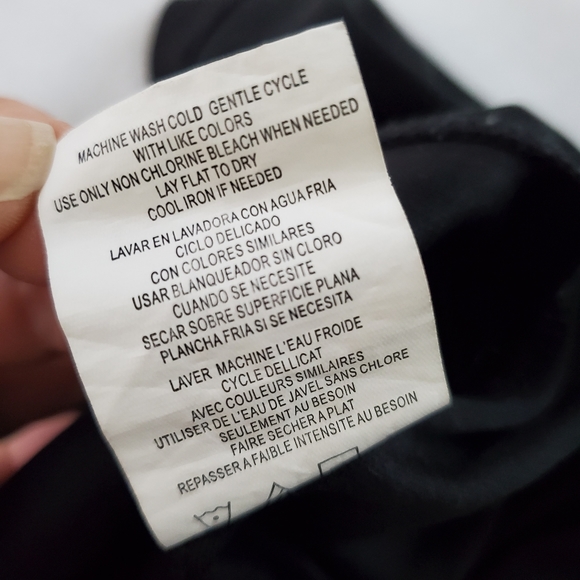 MACHINE WASH COLD GENTLE CYCLE
WITH LIKE COLORS
USE ONLY NON CHLORINE BLEACH WHEN NEEDED
LAY FLAT TO DRY
COOL IRON IF NEEDED
LAVAR EN LAVADORA CON AGUA FRIA
CICLO DELICADO
CON COLORES SIMILARES
USAR BLANQUEADOR SIN CLORO
CUANDO SE NECESITE
SECAR SOBRE SUPERFICIE PLANA
PLANCHA FRIA SI SE NECESITA
LAVER MACHINE L'EAU FROIDE
CYCLE DELLICAT
AVEC COULEURS SIMILAIRES
UTILISER DE L'EAU DE JAVEL SANS CHLORE
SEULEMENT AU BESOIN
FAIRE SECHER A PLAT
REPASSER A FAIBLE INTENSITE AU BESOIN